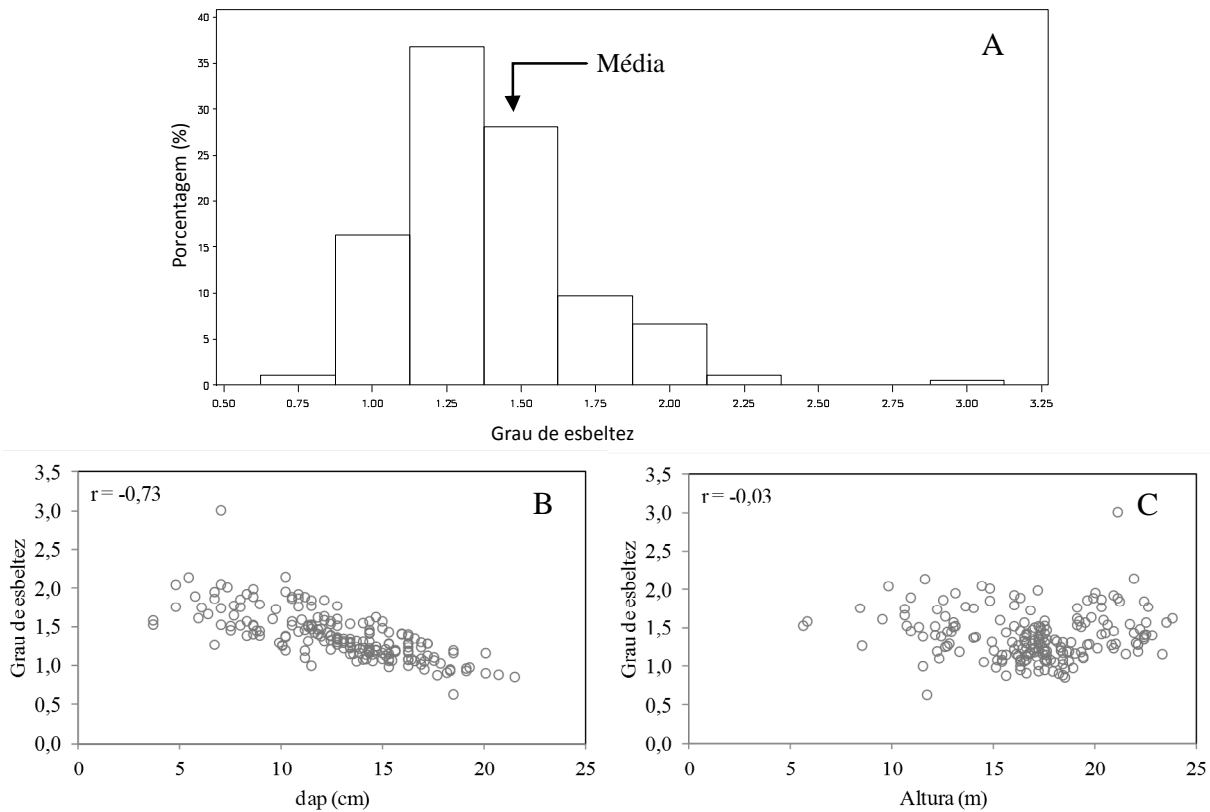 A
Média
Porcentagem (%)
40
35
30
25
20
15
10
5
0
0.50 0.75 1.00 1.25 1.50 1.75 2.00 2.25 2.50 2.75 3.00 3.25
Grau de esbeltez
B
r = -0,73
Grau de esbeltez
3,5
3,0
2,5
2,0
1,5
1,0
0,5
0,0
0 5 10 15 20 25
dap (cm)
C
r = -0,03
Grau de esbeltez
3,5
3,0
2,5
2,0
1,5
1,0
0,5
0,0
0 5 10 15 20 25
Altura (m)